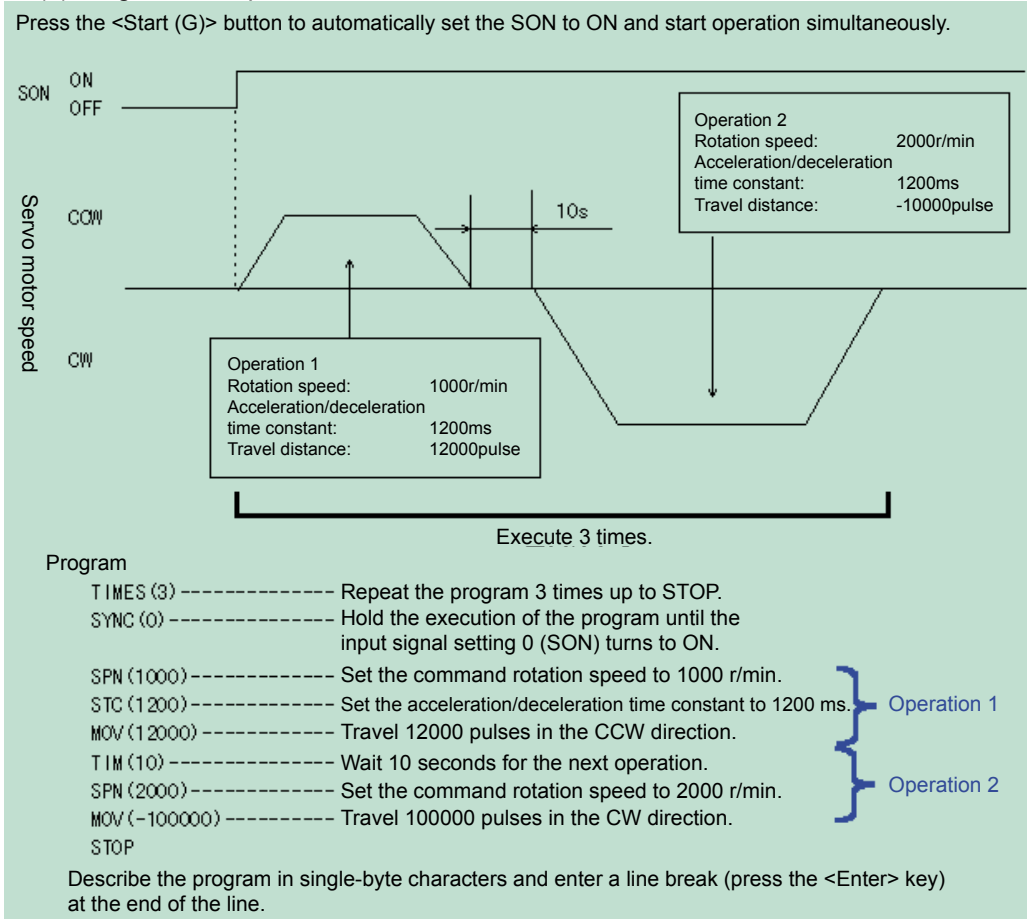 Press the <Start (G)> button to automatically set the SON to ON and start operation simultaneously.
SON
ON
OFF
Servo motor speed
CCW
CW
10s
Operation 2
Rotation speed: 2000r/min
Acceleration/deceleration
time constant: 1200ms
Travel distance: -10000pulse
Operation 1
Rotation speed: 1000r/min
Acceleration/deceleration
time constant: 1200ms
Travel distance: 12000pulse
Execute 3 times.
Program
TIMES(3)-------------- Repeat the program 3 times up to STOP.
SYNC(0)--------------- Hold the execution of the program until the
input signal setting 0 (SON) turns to ON.
SPN(1000)------------- Set the command rotation speed to 1000 r/min.
STC(1200)------------- Set the acceleration/deceleration time constant to 1200 ms.
Operation 1
MOV(12000)------------ Travel 12000 pulses in the CCW direction.
TIM(10)--------------- Wait 10 seconds for the next operation.
SPN(2000)------------- Set the command rotation speed to 2000 r/min.
Operation 2
MOV(-100000)---------- Travel 100000 pulses in the CW direction.
STOP
Describe the program in single-byte characters and enter a line break (press the <Enter> key)
at the end of the line.